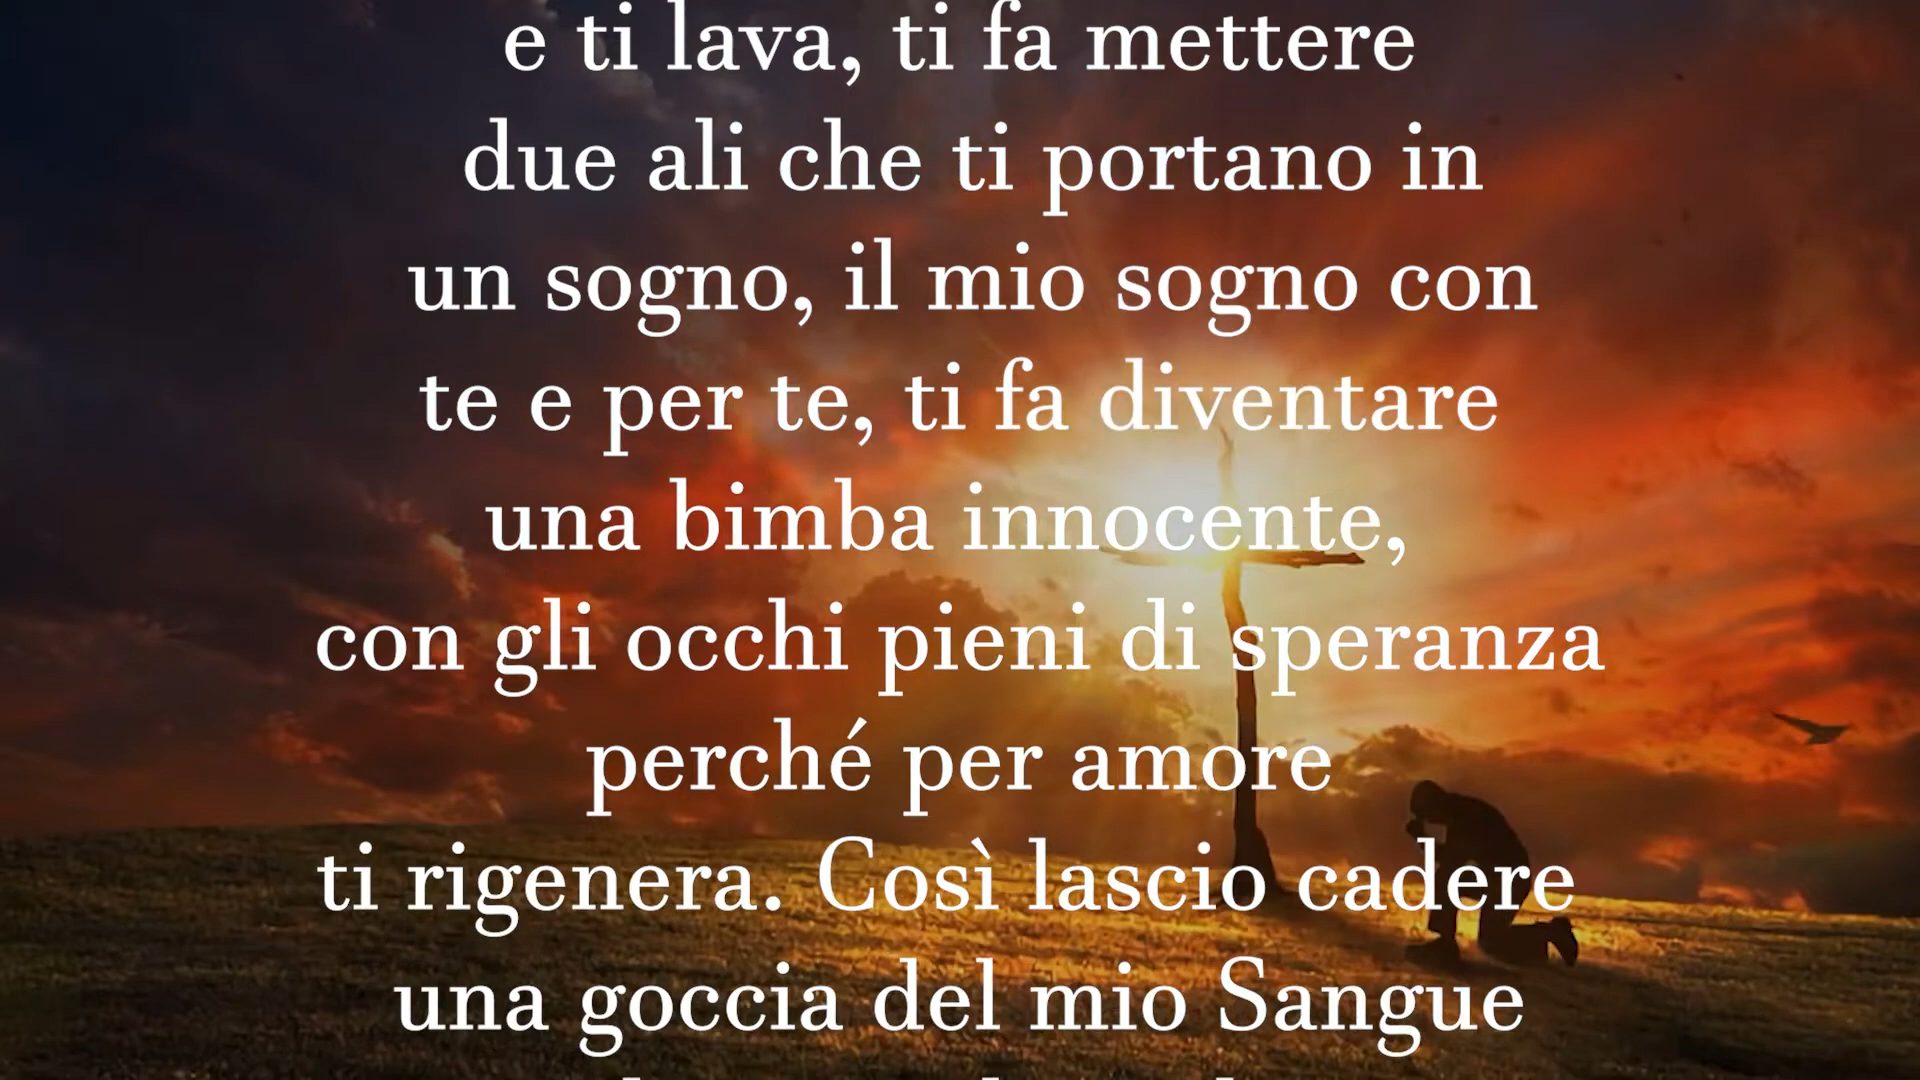 e ti lava, ti fa mettere
due ali che ti portano in
un sogno, il mio sogno con
te e per te, ti fa diventare
una bimba innocente,
con gli occhi pieni di speranza
perché per amore
ti rigenera. Così lascio cadere
una goccia del mio Sangue